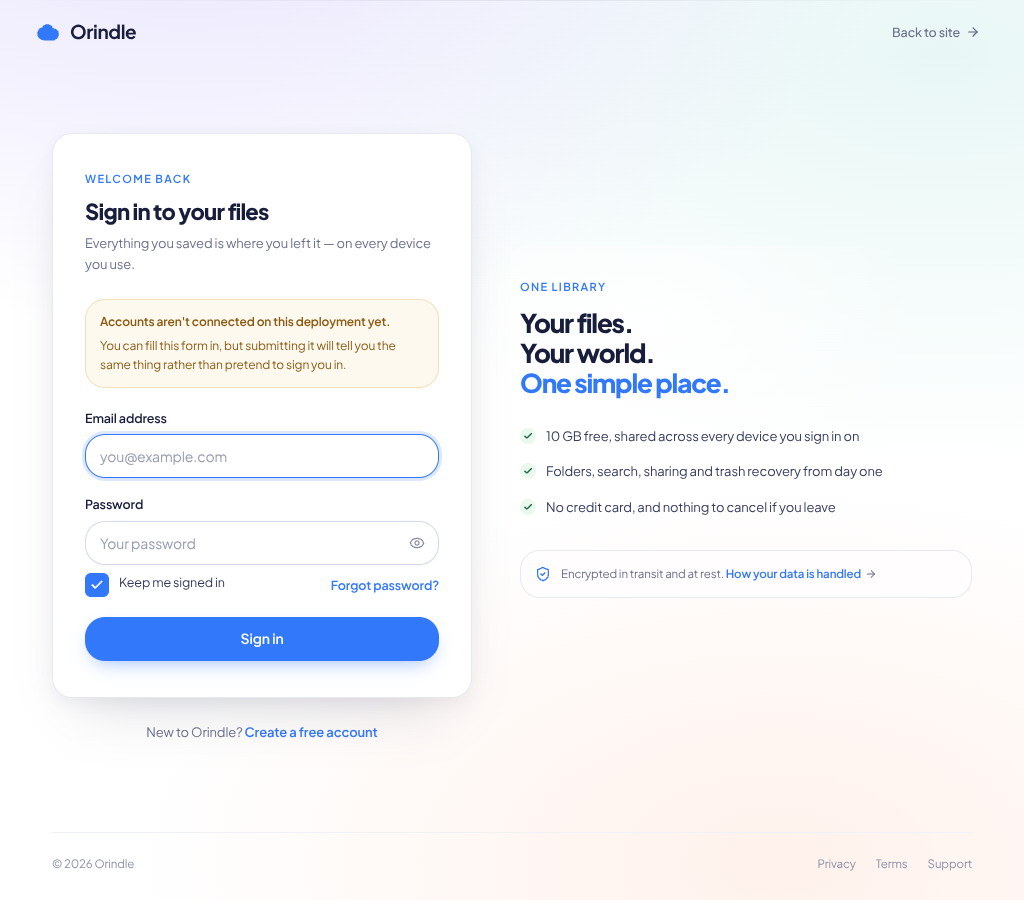 Orindle
Back to site
WELCOME BACK
Sign in to your files
Everything you saved is where you left it — on every device
you use.
Accounts aren't connected on this deployment yet.
You can fill this form in, but submitting it will tell you the
same thing rather than pretend to sign you in.
Email address
you@example.com
Password
Your password
Keep me signed in
Forgot password?
Sign in
New to Orindle? Create a free account
ONE LIBRARY
Your files.
Your world.
One simple place.
10 GB free, shared across every device you sign in on
Folders, search, sharing and trash recovery from day one
No credit card, and nothing to cancel if you leave
Encrypted in transit and at rest. How your data is handled
© 2026 Orindle
Privacy
Terms
Support